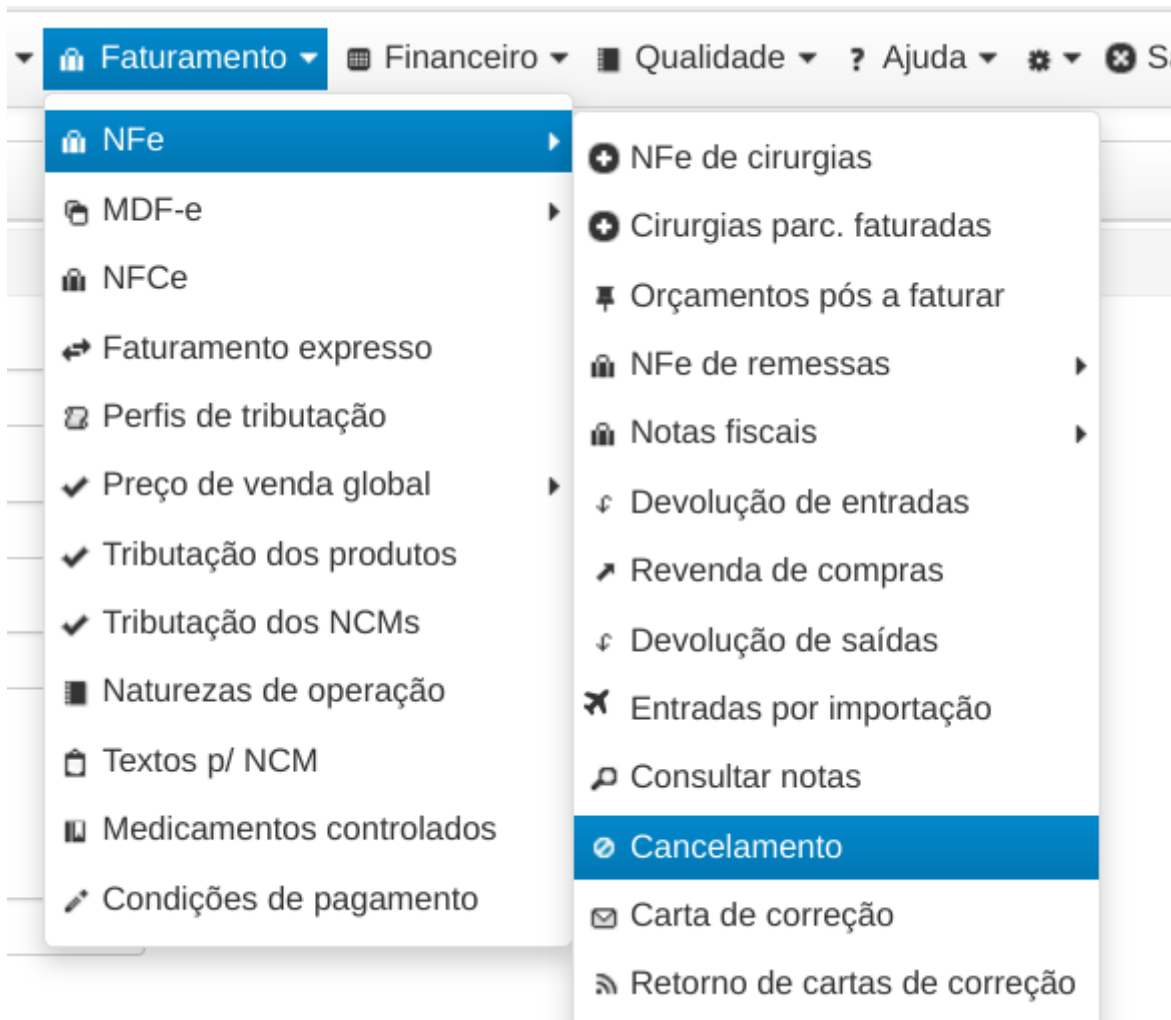 Faturamento Financeiro Qualidade ? Ajuda
NFe
MDF-e
NFCe
Faturamento expresso
Perfis de tributação
Preço de venda global
Tributação dos produtos
Tributação dos NCMs
Naturezas de operação
Textos p/ NCM
Medicamentos controlados
Condições de pagamento
NFe de cirurgias
Cirurgias parc. faturadas
Orçamentos pós a faturar
NFe de remessas
Notas fiscais
Devolução de entradas
Revenda de compras
Devolução de saídas
Entradas por importação
Consultar notas
Cancelamento
Carta de correção
Retorno de cartas de correção